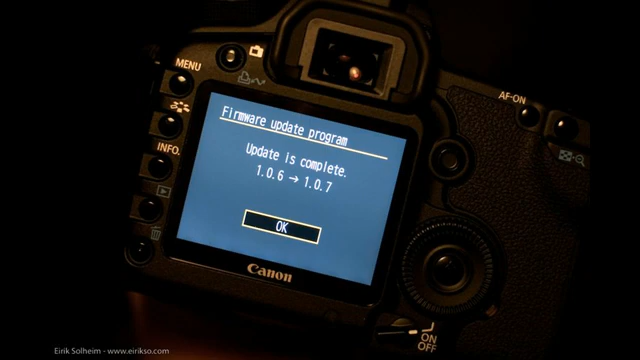 MENU
AF-ON
Firmware update program
INFO.
Update is complete.
1.0.6 → 1.0.7
OK
Canon
ON
OFF
Eirik Solheim - www.eirikso.com